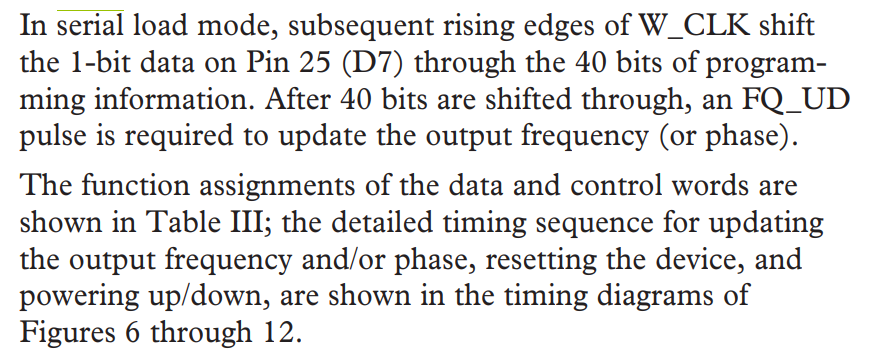 In serial load mode, subsequent rising edges of W_CLK shift
the 1-bit data on Pin 25 (D7) through the 40 bits of program-
ming information. After 40 bits are shifted through, an FQ_UD
pulse is required to update the output frequency (or phase).
The function assignments of the data and control words are
shown in Table III; the detailed timing sequence for updating
the output frequency and/or phase, resetting the device, and
powering up/down, are shown in the timing diagrams of
Figures 6 through 12.